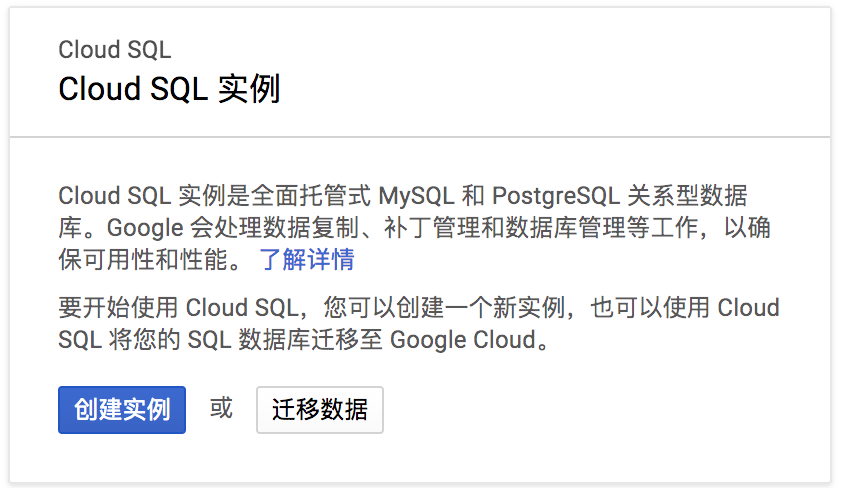 Cloud SQL
Cloud SQL 实例
Cloud SQL 实例是全面托管式 MySQL 和 PostgreSQL 关系型数据
库。Google 会处理数据复制、补丁管理和数据库管理等工作，以确
保可用性和性能。 了解详情
要开始使用 Cloud SQL，您可以创建一个新实例，也可以使用 Cloud
SQL 将您的 SQL 数据库迁移至 Google Cloud。
创建实例 或 迁移数据